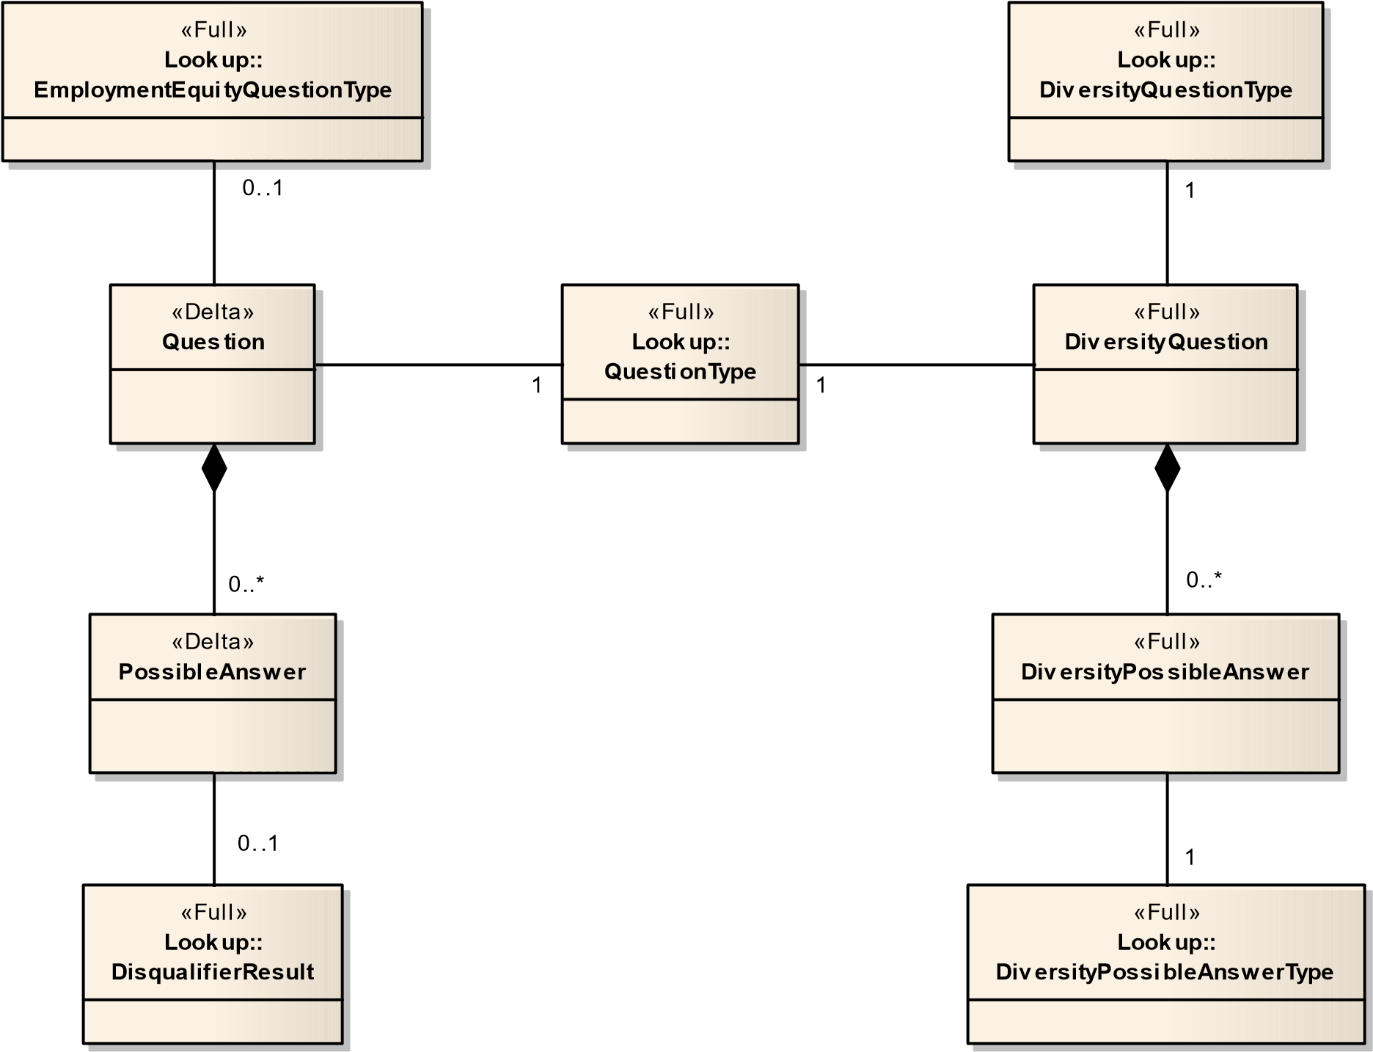 «Full»
Lookup::
EmploymentEquityQuestionType
«Full»
Lookup::
DiversityQuestionType
0..1
1
«Delta»
Question
«Full»
Lookup::
QuestionType
«Full»
DiversityQuestion
1
1
0..*
0..*
«Delta»
PossibleAnswer
«Full»
DiversityPossibleAnswer
0..1
1
«Full»
Lookup::
DisqualifierResult
«Full»
Lookup::
DiversityPossibleAnswerType